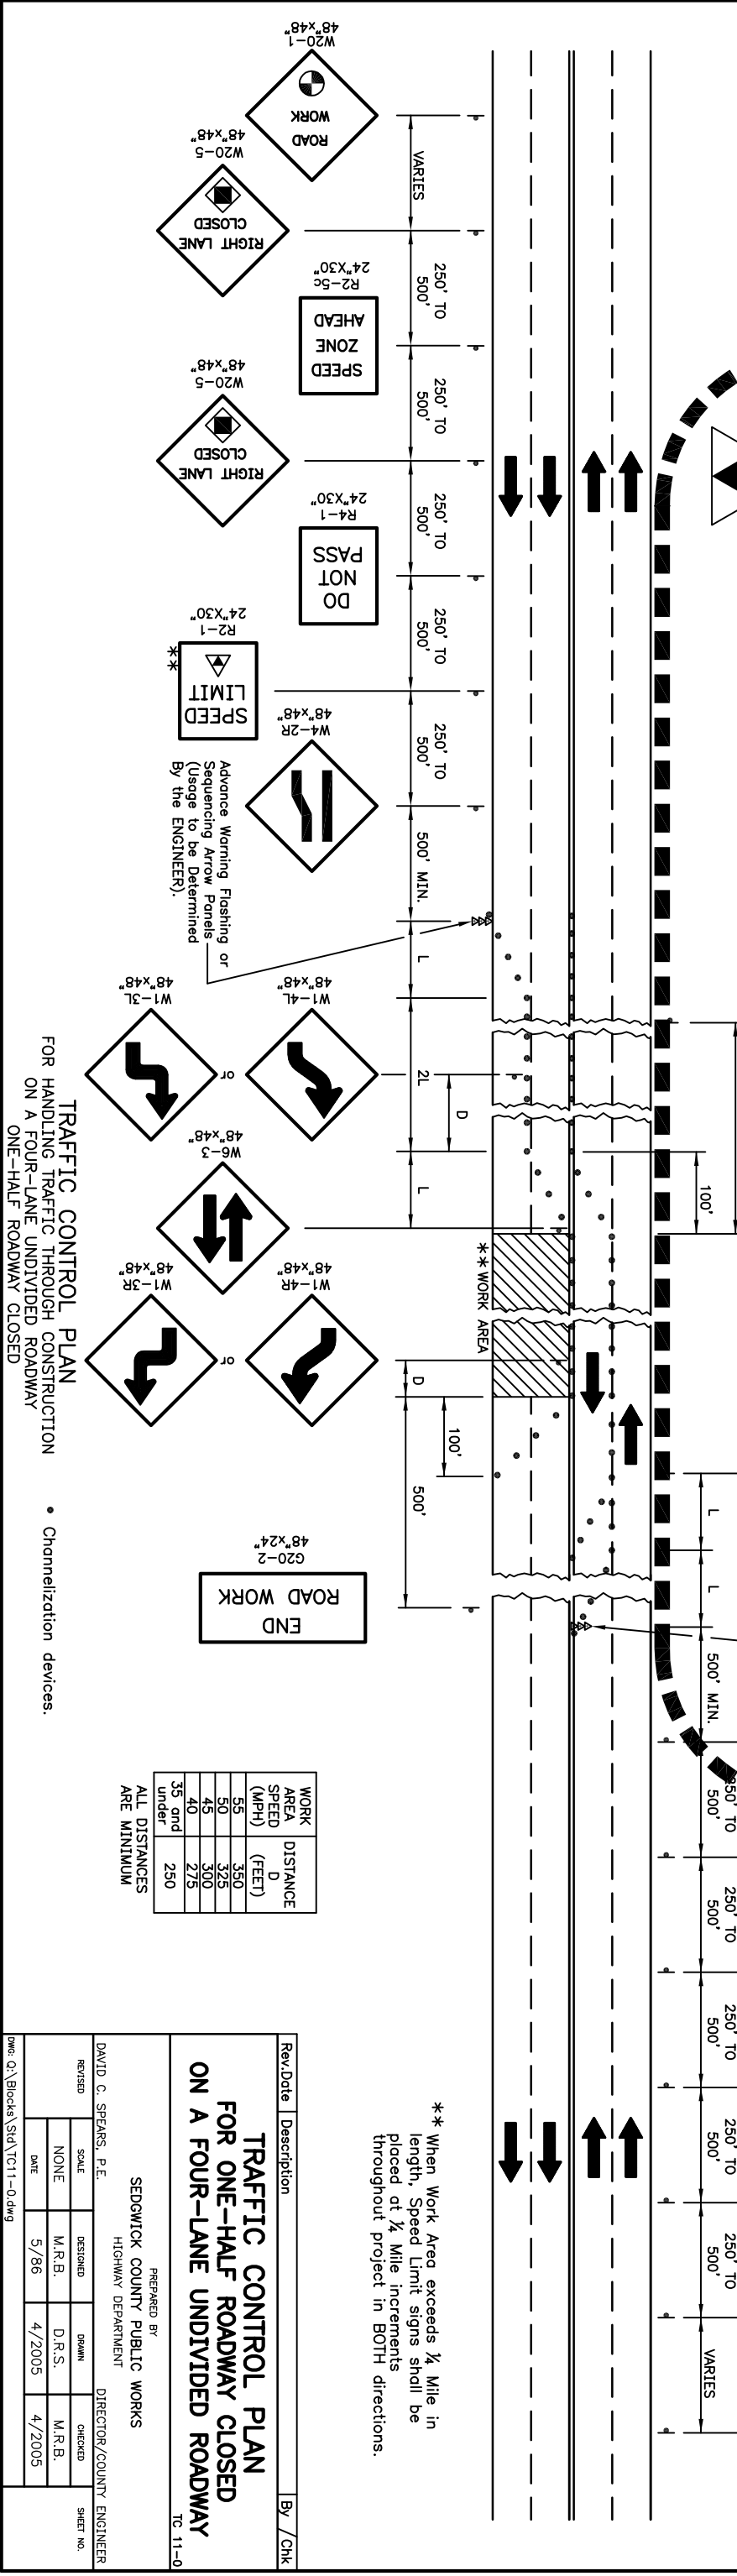 W20-1
48"x48"
ROAD
WORK
W20-5
48"x48"
RIGHT LANE
CLOSED
R2-5c
24"X30"
SPEED
ZONE
AHEAD
W20-5
48"x48"
RIGHT LANE
CLOSED
R4-1
24"X30"
DO
NOT
PASS
R2-1
24"X30"
SPEED
LIMIT
**
W4-2R
48"x48"
Advance Warning Flashing or
Sequencing Arrow Panels
(Usage to be Determined
By the ENGINEER).
W1-4L
48"x48"
or
W1-3L
48"x48"
W6-3
48"x48"
W1-4R
48"x48"
or
W1-3R
48"x48"
G20-2
48"x24"
END
ROAD WORK
VARIES
250' TO
500'
250' TO
500'
250' TO
500'
250' TO
500'
250' TO
500'
500' MIN.
L
2L
D
L
**WORK AREA
D
100'
500'
100'
L
L
500' MIN.
250' TO
500'
250' TO
500'
250' TO
500'
250' TO
500'
250' TO
500'
VARIES
TRAFFIC CONTROL PLAN
FOR HANDLING TRAFFIC THROUGH CONSTRUCTION
ON A FOUR-LANE UNDIVIDED ROADWAY
ONE-HALF ROADWAY CLOSED
• Channelization devices.
WORK AREA SPEED (MPH) DISTANCE D (FEET)
55 350
50 325
45 300
40 275
35 and under 250
ALL DISTANCES
ARE MINIMUM
** When Work Area exceeds ¼ Mile in
length, Speed Limit signs shall be
placed at ¼ Mile increments
throughout project in BOTH directions.
Rev.Date Description By /Chk
TRAFFIC CONTROL PLAN
FOR ONE-HALF ROADWAY CLOSED
ON A FOUR-LANE UNDIVIDED ROADWAY
TC 11-0
PREPARED BY
SEDGWICK COUNTY PUBLIC WORKS
HIGHWAY DEPARTMENT
DAVID C. SPEARS, P.E. DIRECTOR/COUNTY ENGINEER
REVISED SCALE DESIGNED DRAWN CHECKED SHEET NO.
NONE M.R.B. D.R.S. M.R.B.
DATE 5/86 4/2005 4/2005
DWG: Q:\Blocks\Std\TC11-0.dwg